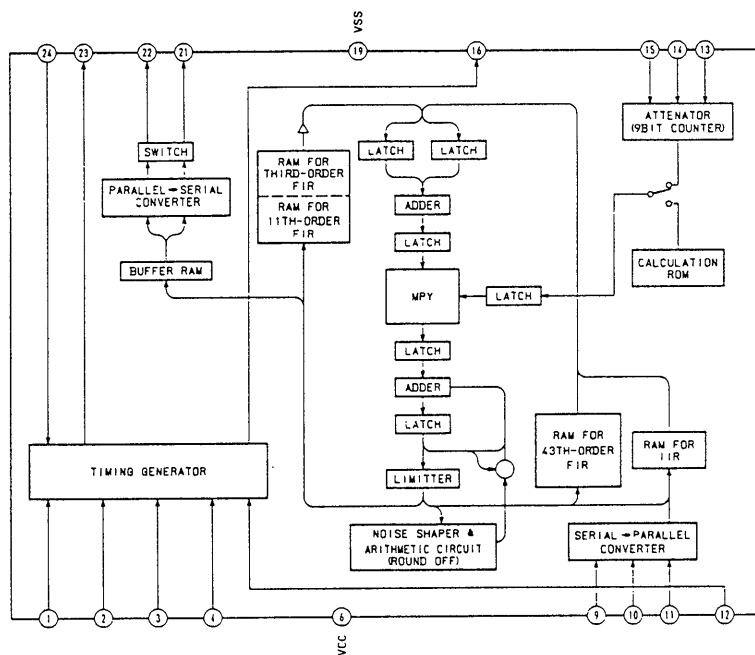 VSS
24
23
22
21
19
16
15
14
13
SWITCH
PARALLEL→SERIAL
CONVERTER
BUFFER RAM
RAM FOR
THIRD-ORDER
FIR
RAM FOR
11TH-ORDER
FIR
LATCH
LATCH
ADDER
LATCH
MPY
LATCH
LATCH
ADDER
LATCH
LIMITTER
NOISE SHAPER &
ARITHMETIC CIRCUIT
(ROUND OFF)
ATTENATOR
(9BIT COUNTER)
CALCULATION
ROM
RAM FOR
43TH-ORDER
FIR
RAM FOR
IIR
SERIAL→PARALLEL
CONVERTER
TIMING GENERATOR
1
2
3
4
6
9
10
11
12
VCC